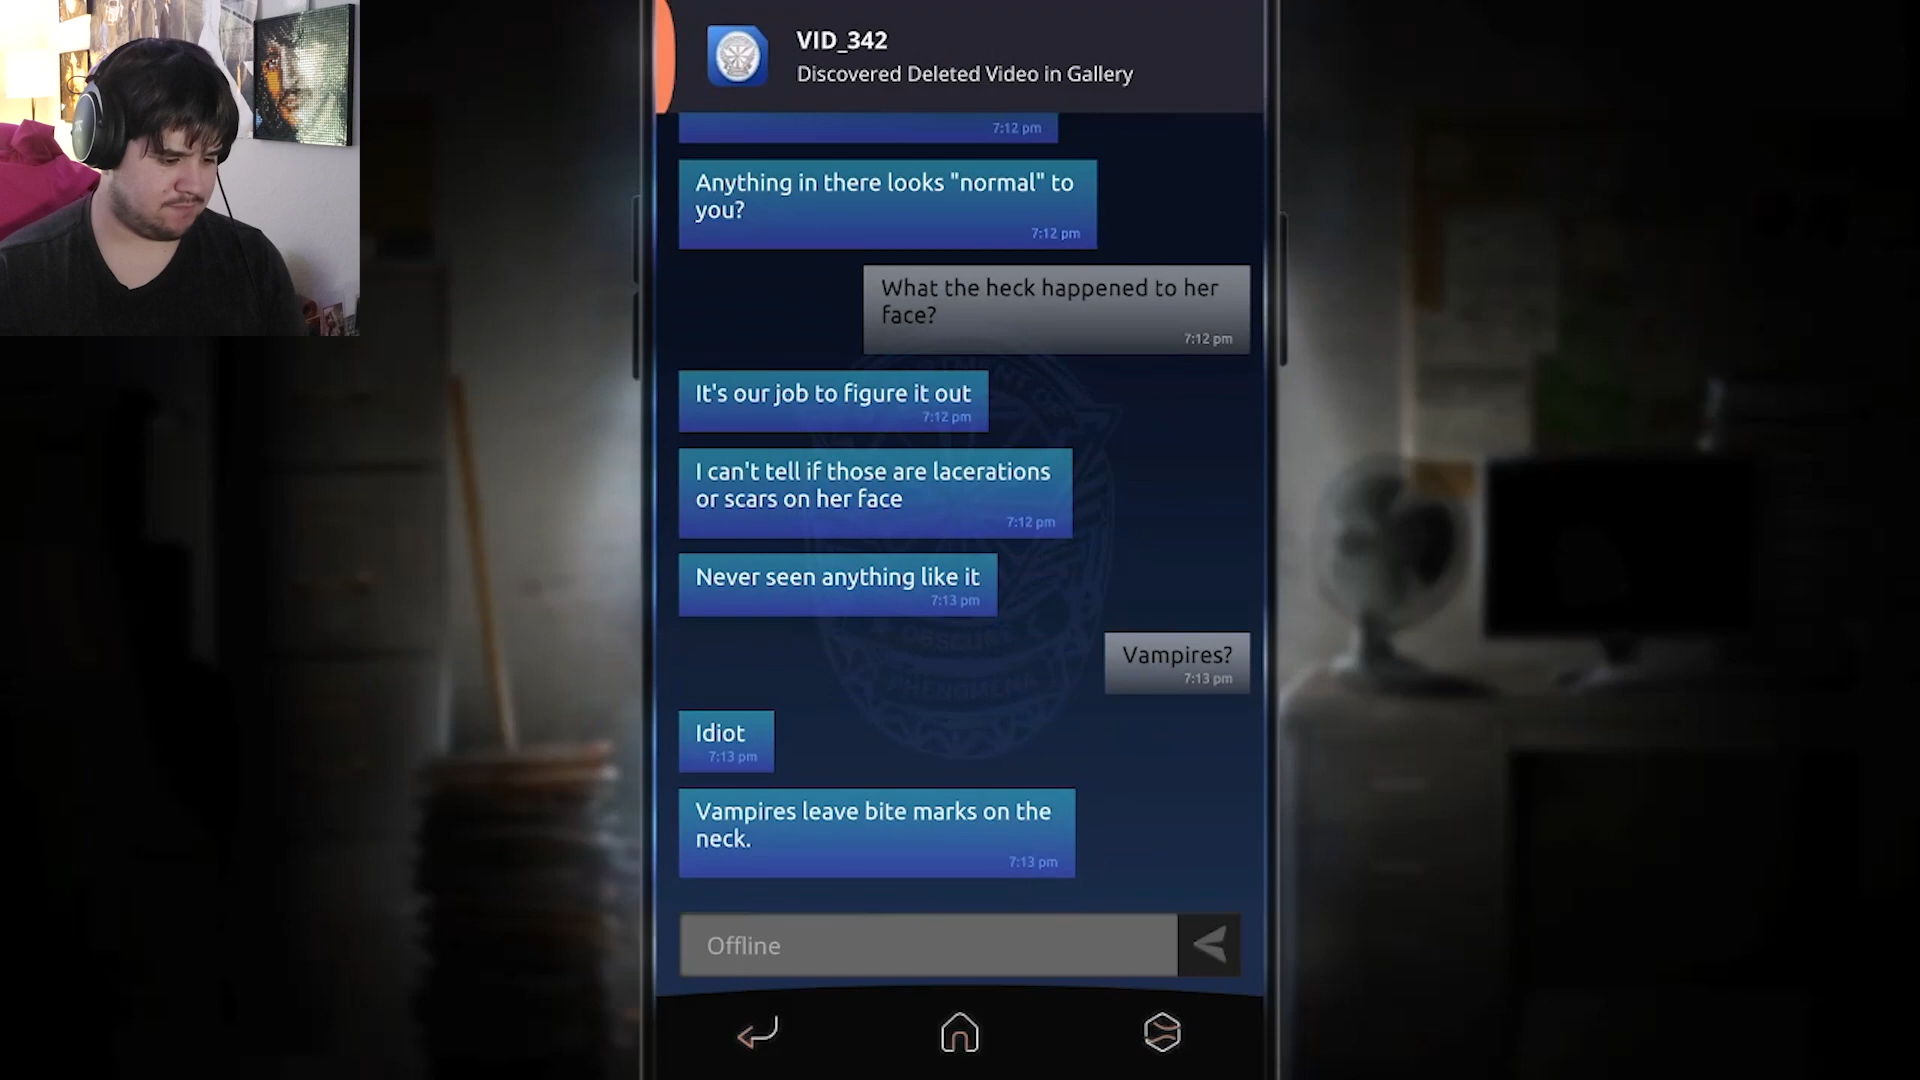 VID_342
Discovered Deleted Video in Gallery
7:12 pm
Anything in there looks "normal" to
you?
7:12 pm
What the heck happened to her
face?
7:12 pm
It's our job to figure it out
7:12 pm
I can't tell if those are lacerations
or scars on her face
7:12 pm
Never seen anything like it
7:13 pm
OBSCURE
PHENOMENA
Vampires?
7:13 pm
Idiot
7:13 pm
Vampires leave bite marks on the
neck.
7:13 pm
Offline